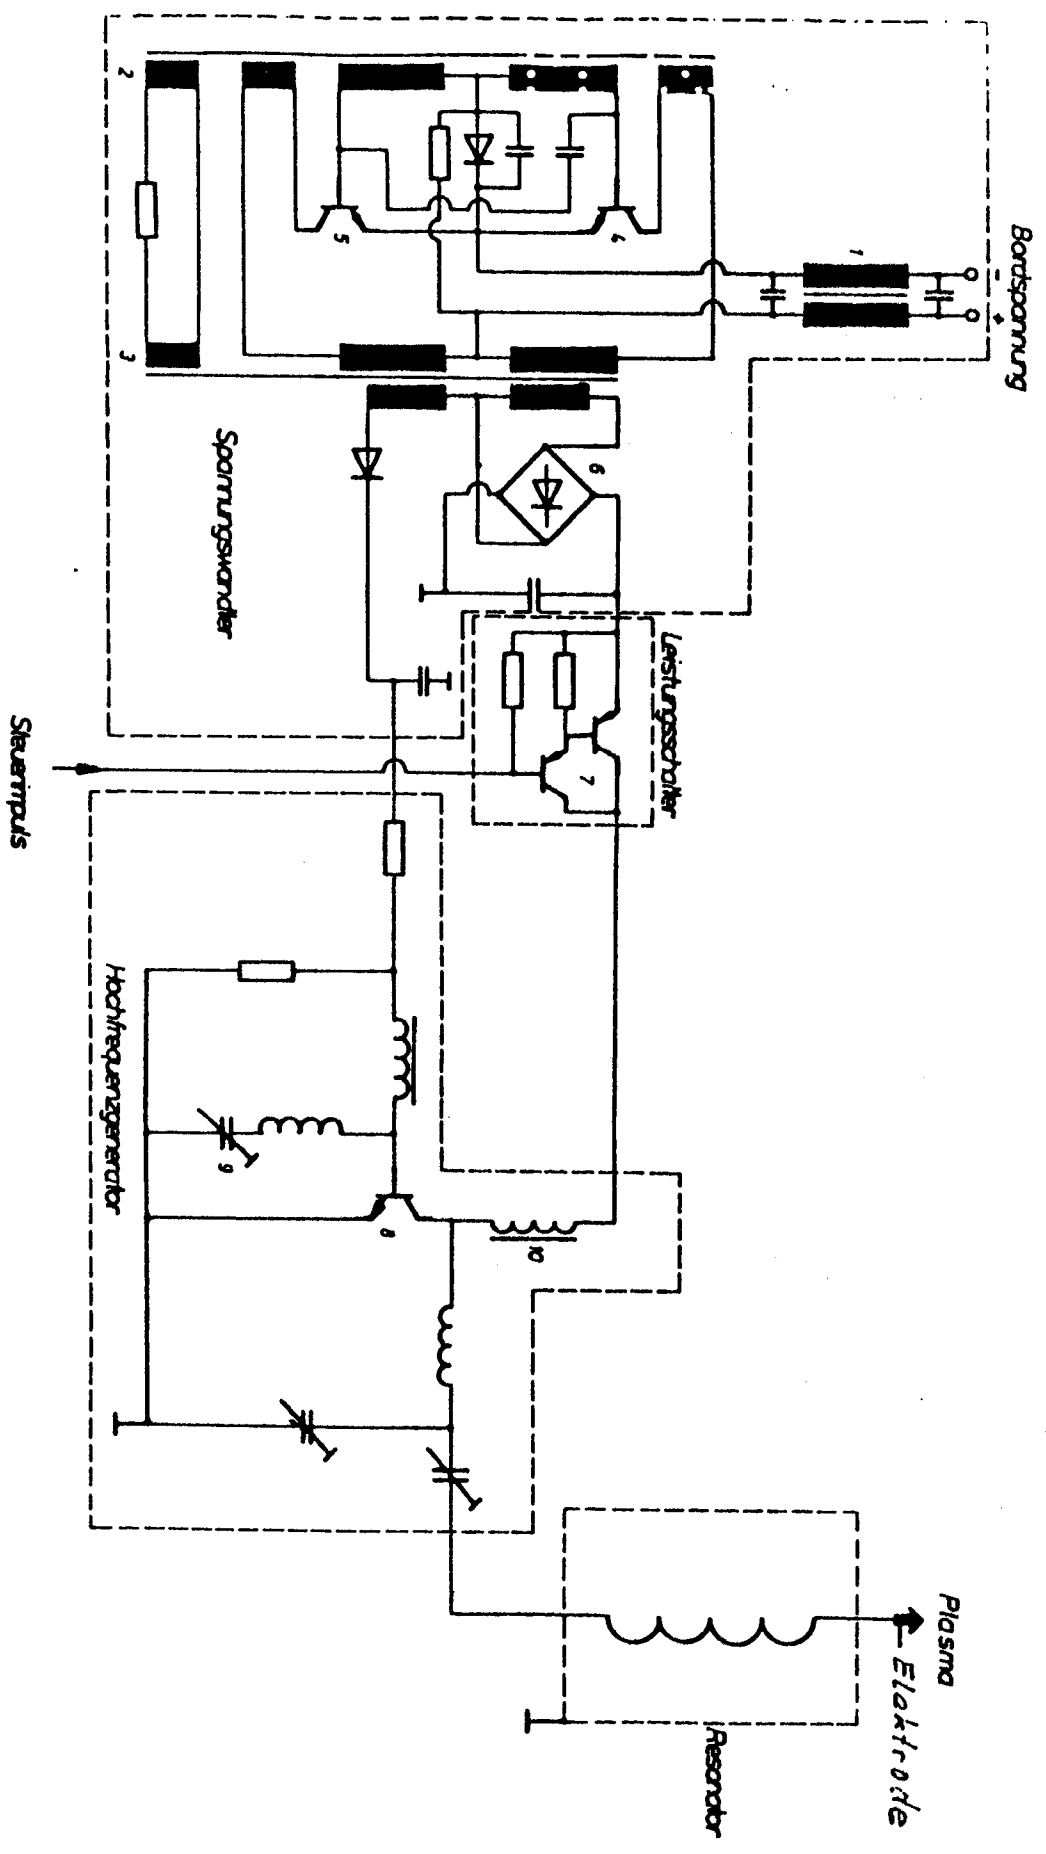 Bordspannung
-
+
1
2
3
4
5
6
Spannungswandler
Leistungsschalter
7
Steuerimpuls
Hochfrequenzgenerator
8
9
10
Plasma
Elektrode
Resonator